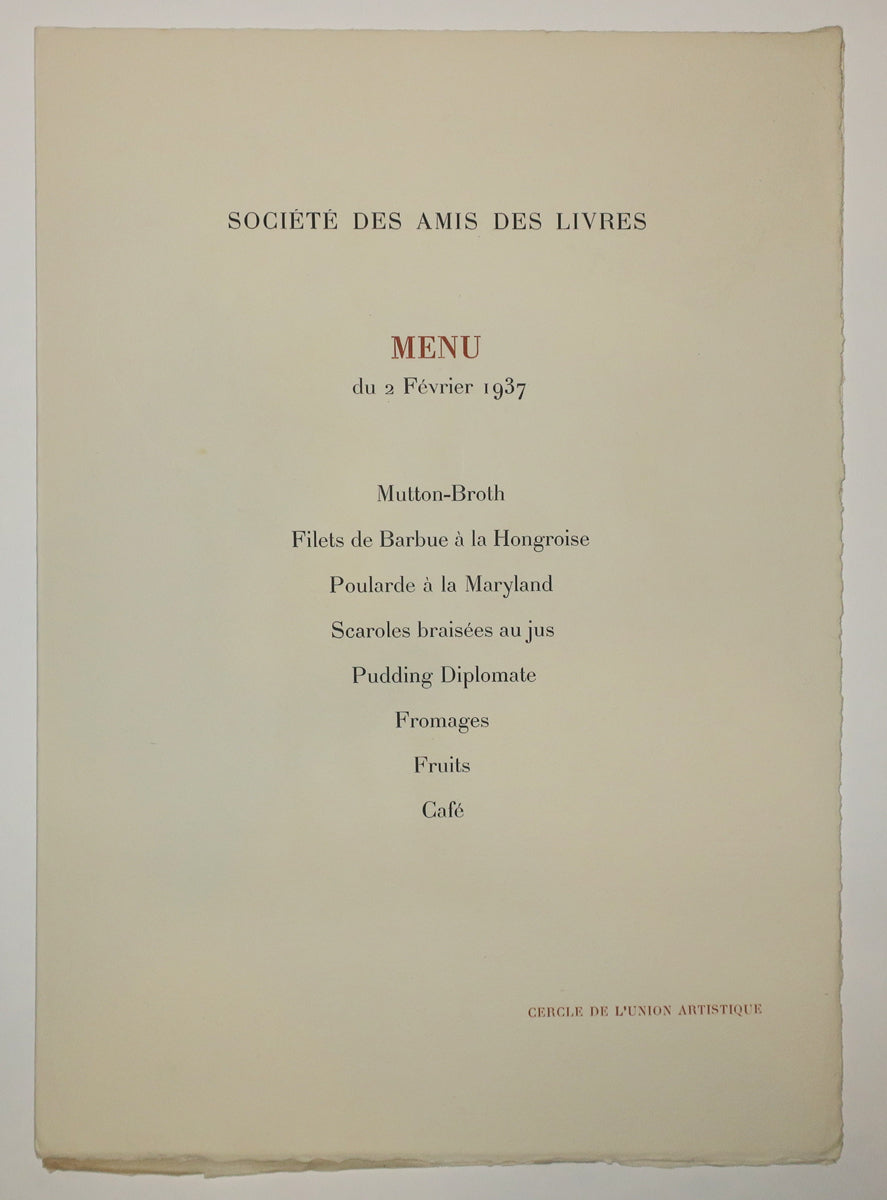 SOCIÉTÉ DES AMIS DES LIVRES
MENU
du 2 Février 1937
Mutton-Broth
Filets de Barbue à la Hongroise
Poularde à la Maryland
Scaroles braisées au jus
Pudding Diplomate
Fromages
Fruits
Café
CERCLE DE L'UNION ARTISTIQUE